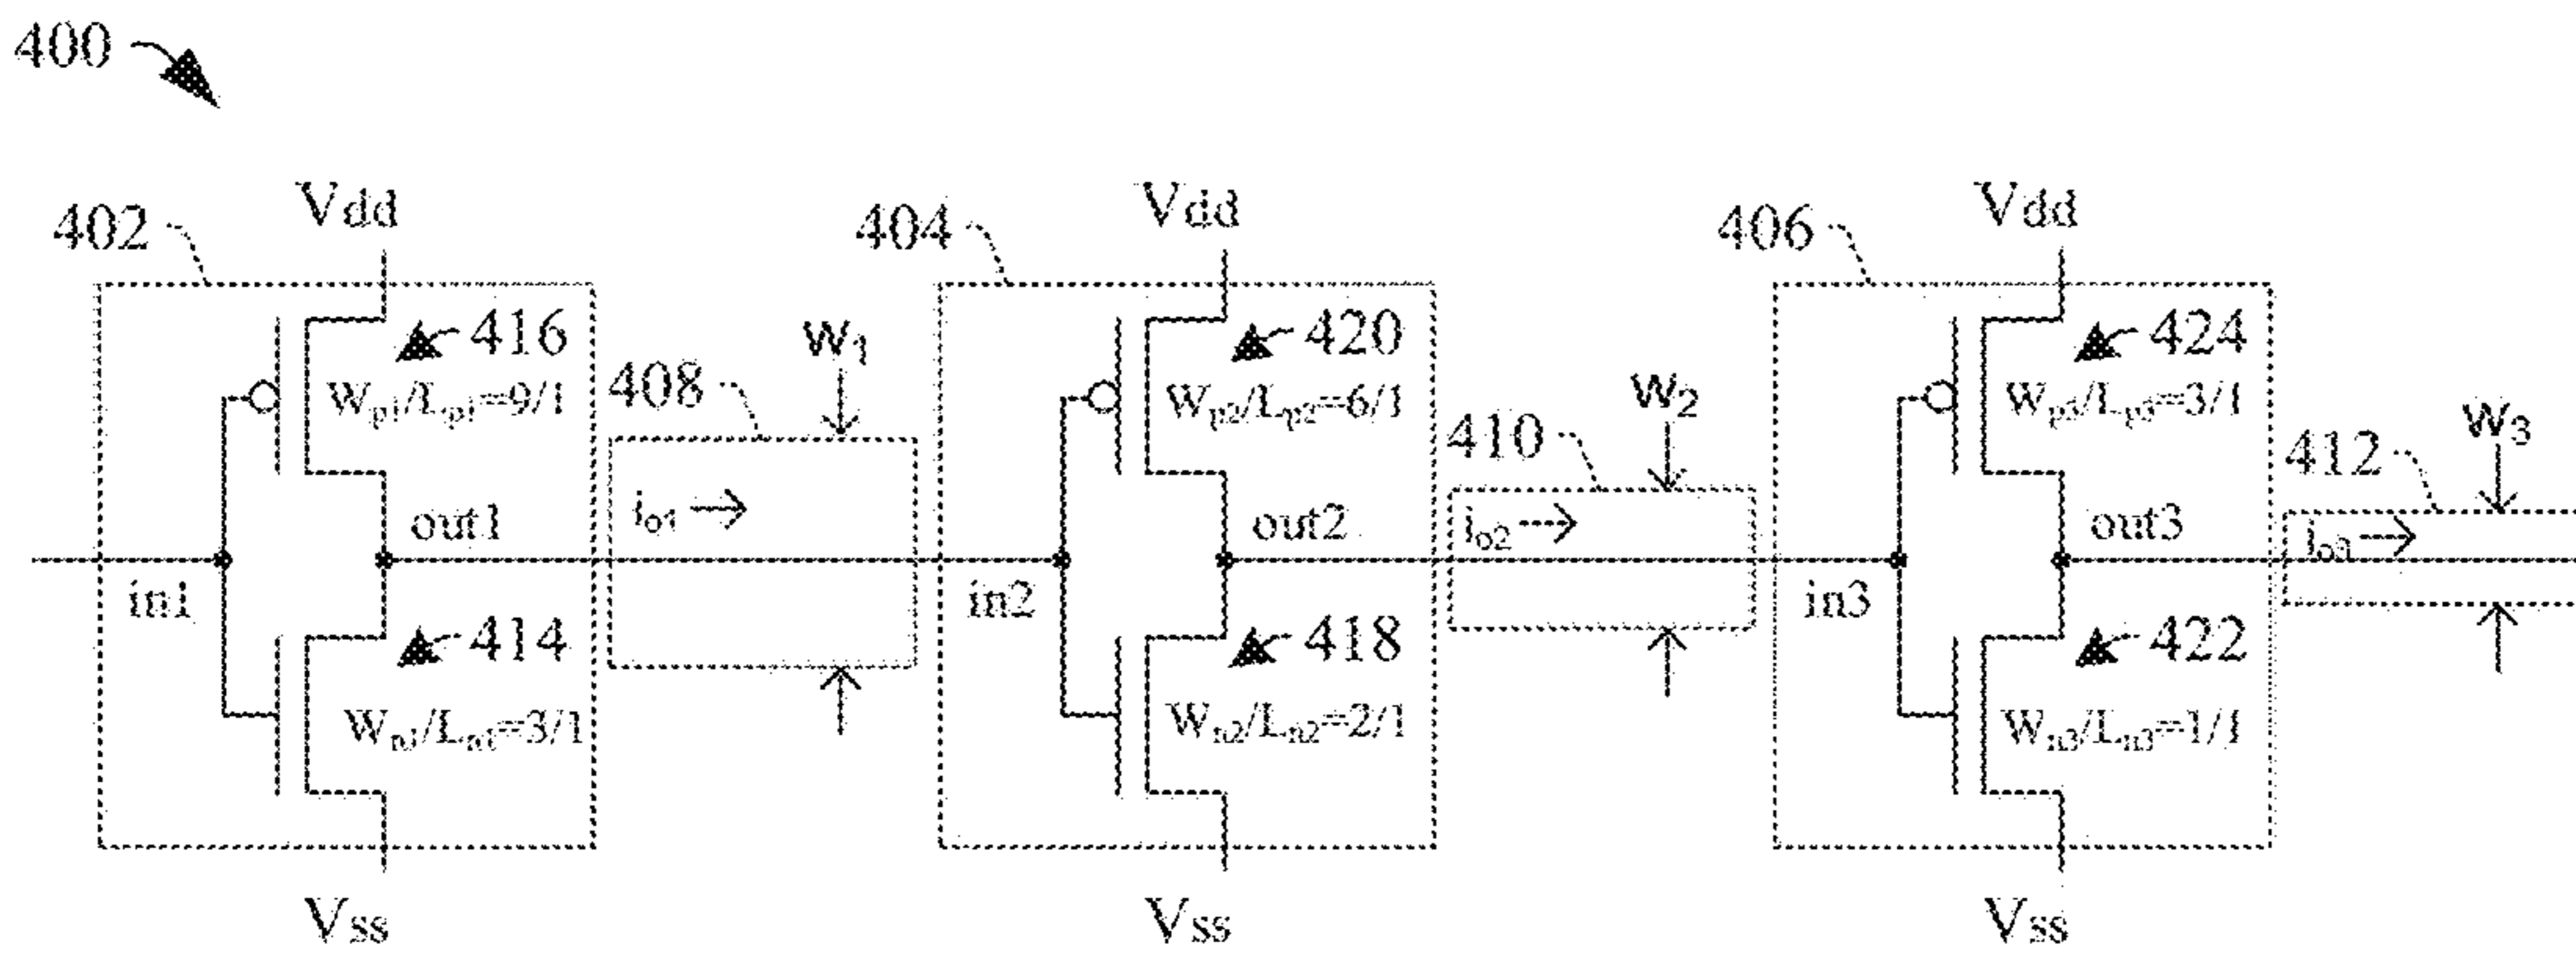 400
402
Vdd
404
Vdd
406
Vdd
416
Wp1/Lp1=9/1
408
W1
420
Wp2/Lp2=6/1
410
W2
424
Wp3/Lp3=3/1
412
W3
io1
io2
out1
out2
out3
in1
in2
in3
414
Wn1/Ln1=3/1
418
Wn2/Ln2=2/1
422
Wn3/Ln3=1/1
Vss
Vss
Vss